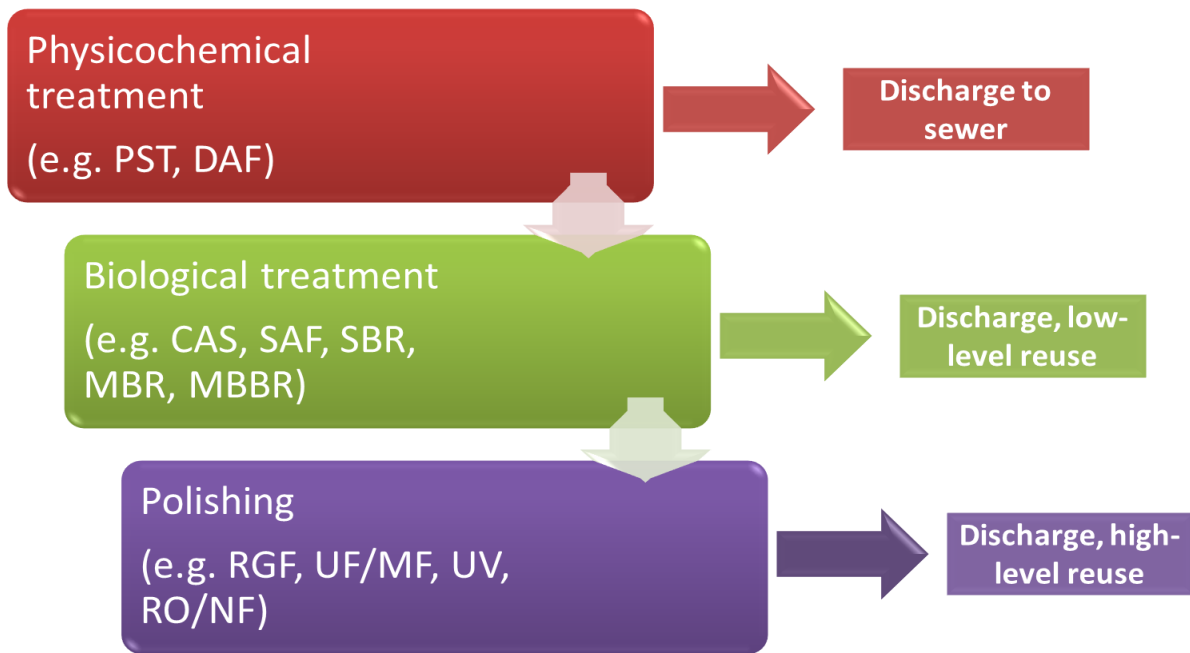 Physicochemical
treatment
(e.g. PST, DAF)
Discharge to
sewer
Biological treatment
(e.g. CAS, SAF, SBR,
MBR, MBBR)
Discharge, low-
level reuse
Polishing
(e.g. RGF, UF/MF, UV,
RO/NF)
Discharge, high-
level reuse